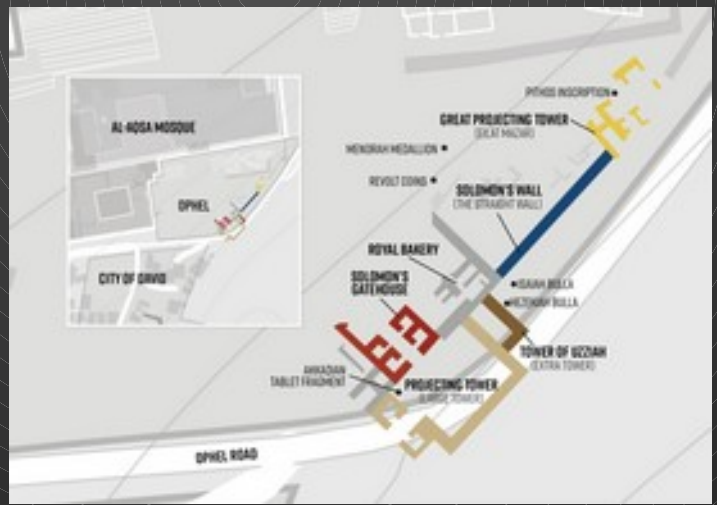 AL-AQSA MOSQUE
OPHEL
CITY OF DAVID
PITHOS INSCRIPTION
GREAT PROJECTING TOWER
(EILAT MAZAR)
MENORAH MEDALLION
REVOLT COINS
SOLOMON'S WALL
(THE STRAIGHT WALL)
ROYAL BAKERY
SOLOMON'S
GATEHOUSE
ISAIAH BULLA
HEZEKIAH BULLA
TOWER OF UZZIAH
(EXTRA TOWER)
AKKADIAN
TABLET FRAGMENT
PROJECTING TOWER
(LARGE TOWER)
OPHEL ROAD